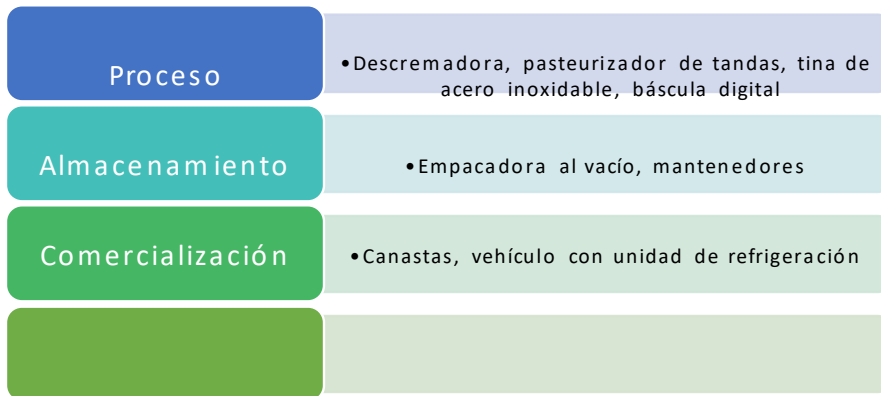 Proceso
•Descremadora, pasteurizador de tandas, tina de
acero inoxidable, báscula digital
Almacenamiento
•Empacadora al vacío, mantenedores
Comercialización
•Canastas, vehículo con unidad de refrigeración